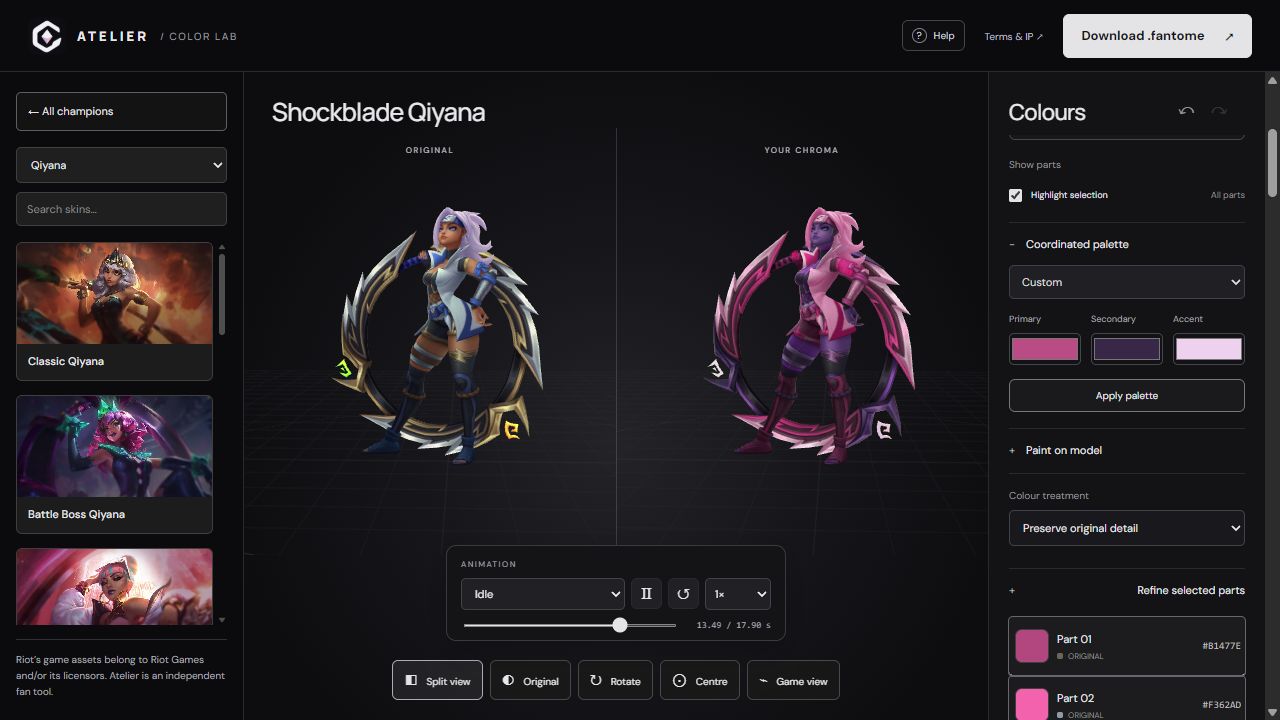 ATELIER / COLOR LAB
? Help
Terms & IP ↗
Download .fantome ↗
← All champions
Qiyana
Search skins...
Classic Qiyana
Battle Boss Qiyana
Riot's game assets belong to Riot Games
and/or its licensors. Atelier is an independent
fan tool.
Shockblade Qiyana
ORIGINAL
YOUR CHROMA
ANIMATION
Idle
1×
13.49 / 17.90 s
Split view
Original
Rotate
Centre
Game view
Colours
Show parts
Highlight selection
All parts
− Coordinated palette
Custom
Primary
Secondary
Accent
Apply palette
+ Paint on model
Colour treatment
Preserve original detail
+ Refine selected parts
Part 01
ORIGINAL
#B1477E
Part 02
ORIGINAL
#F362AD